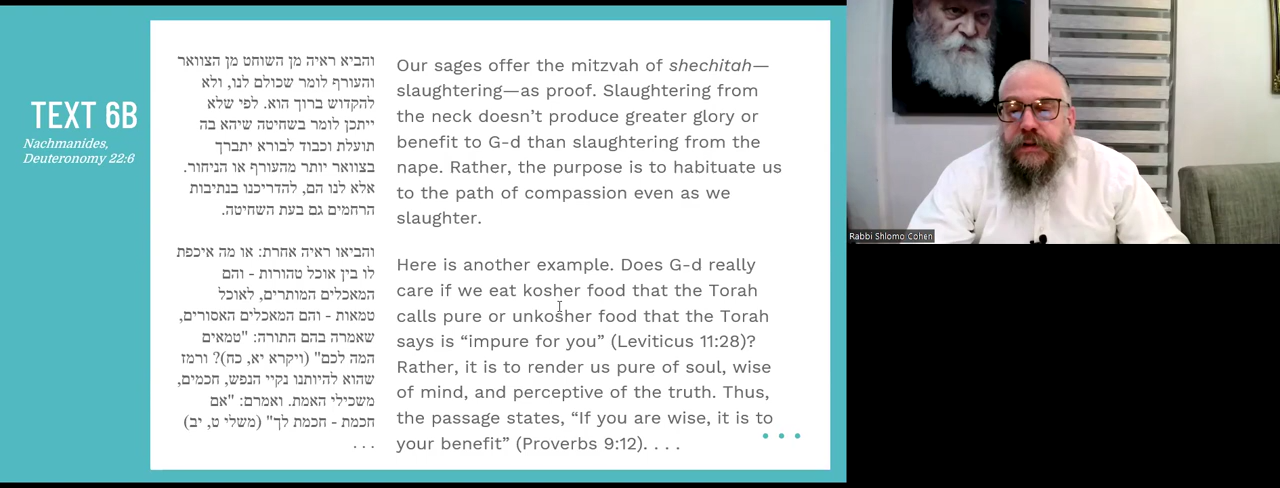 TEXT 6B
Nachmanides,
Deuteronomy 22:6
והביא ראיה מן השוחט מן הצוואר
והעורף לומר שכולם לנו, ולא
להקדוש ברוך הוא. לפי שלא
ייתכן לומר בשחיטה שיהא בה
תועלת וכבוד לבורא יתברך
בצוואר יותר מהעורף או הניחור.
אלא לנו הם, להדריכנו בנתיבות
הרחמים גם בעת השחיטה.
והביאו ראיה אחרת: או מה איכפת
לו בין אוכל טהורות - והם
המאכלים המותרים, לאוכל
טמאות - והם המאכלים האסורים,
שאמרה בהם התורה: "טמאים
המה לכם" (ויקרא יא, כח)? ורמז
שהוא להיותנו נקיי הנפש, חכמים,
משכילי האמת. ואמרם: "אם
חכמת - חכמת לך" (משלי ט, יב)
. . .
Our sages offer the mitzvah of shechitah—
slaughtering—as proof. Slaughtering from
the neck doesn’t produce greater glory or
benefit to G-d than slaughtering from the
nape. Rather, the purpose is to habituate us
to the path of compassion even as we
slaughter.
Here is another example. Does G-d really
care if we eat kosher food that the Torah
calls pure or unkosher food that the Torah
says is “impure for you” (Leviticus 11:28)?
Rather, it is to render us pure of soul, wise
of mind, and perceptive of the truth. Thus,
the passage states, “If you are wise, it is to
your benefit” (Proverbs 9:12). . . .
Rabbi Shlomo Cohen